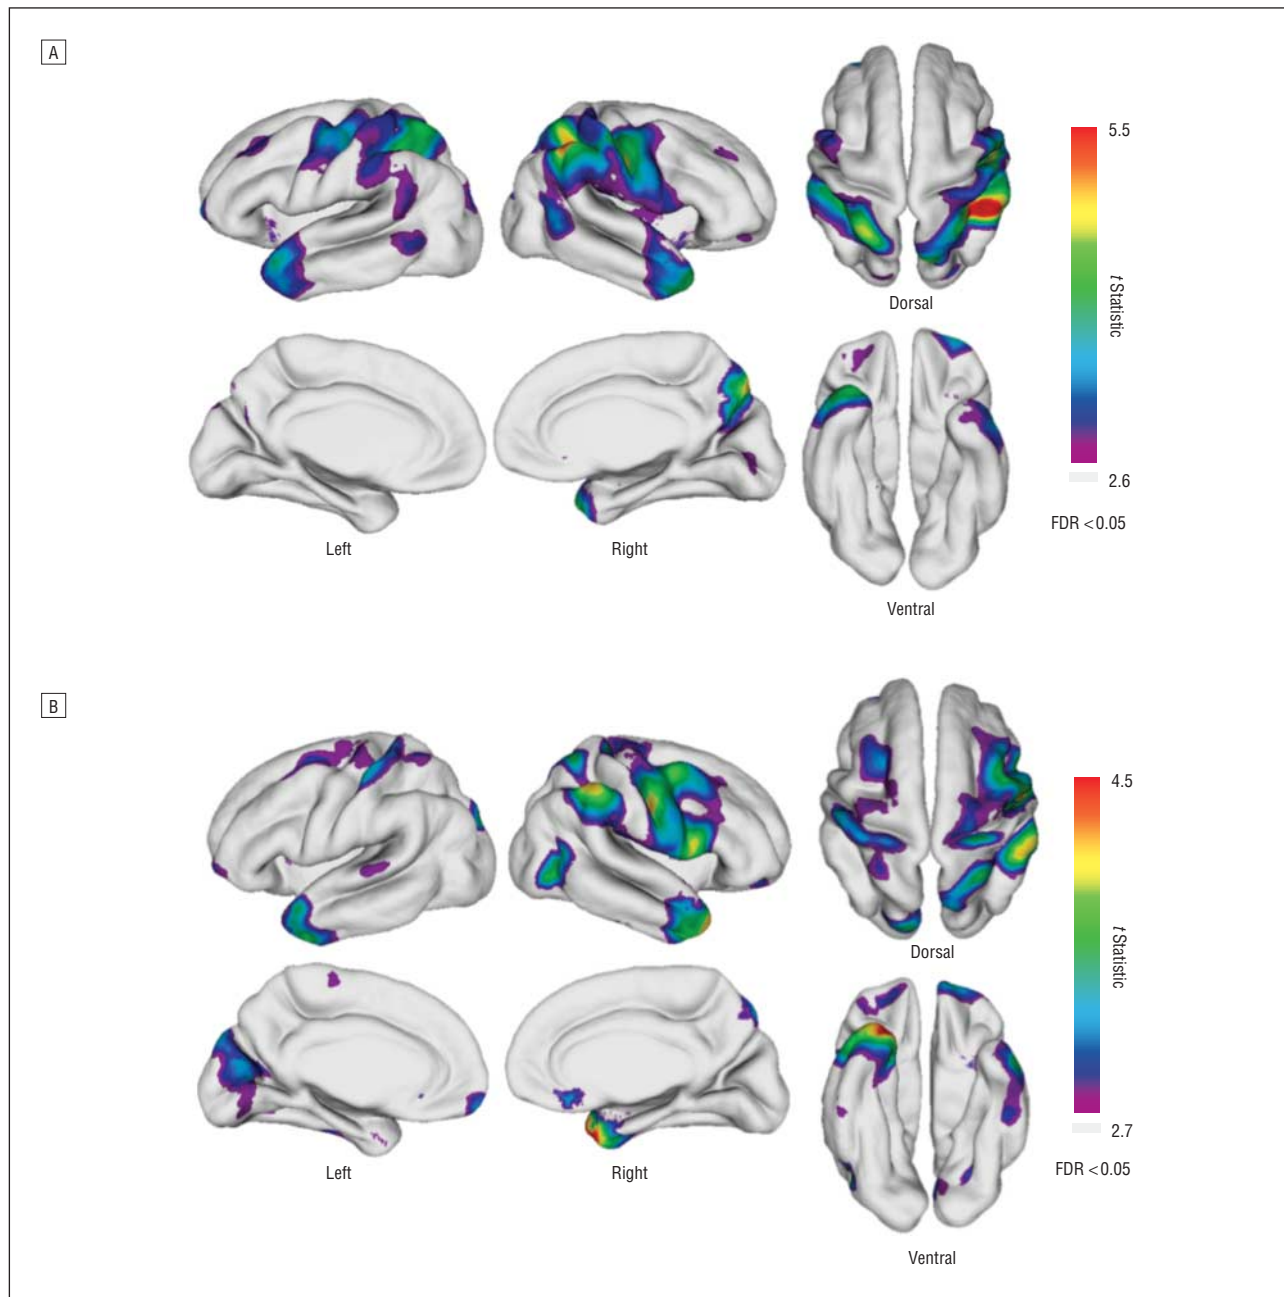 A
5.5
Dorsal
t Statistic
2.6
FDR <0.05
Left
Right
Ventral
B
4.5
Dorsal
t Statistic
2.7
FDR <0.05
Left
Right
Ventral